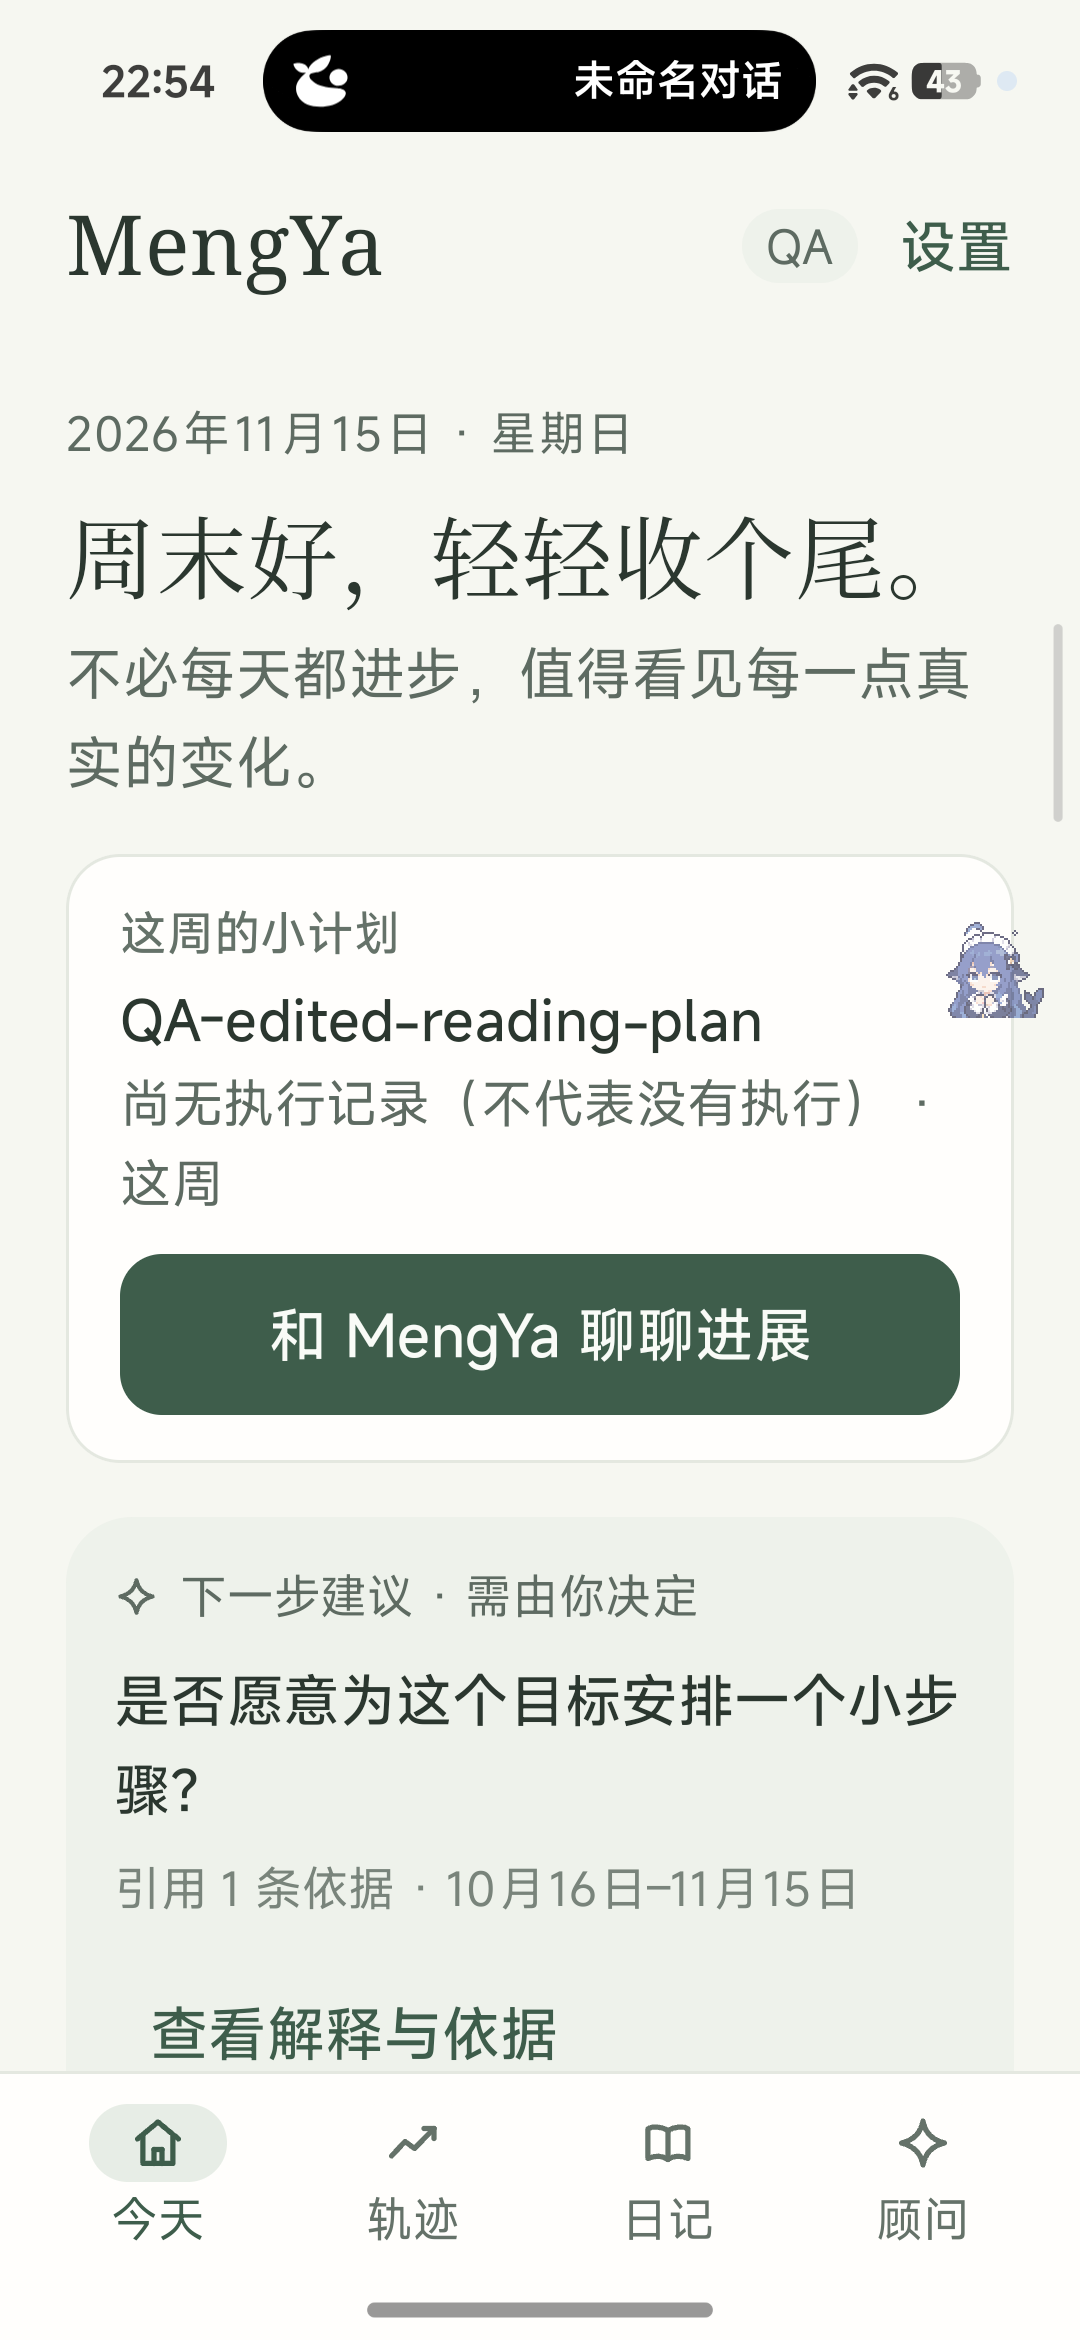 22:54
未命名对话
6
43
MengYa
QA
设置
2026年11月15日 · 星期日
周末好，轻轻收个尾。
不必每天都进步，值得看见每一点真
实的变化。
这周的小计划
QA-edited-reading-plan
尚无执行记录（不代表没有执行） ·
这周
和 MengYa 聊聊进展
下一步建议 · 需由你决定
是否愿意为这个目标安排一个小步
骤？
引用 1 条依据 · 10月16日–11月15日
查看解释与依据
今天
轨迹
日记
顾问